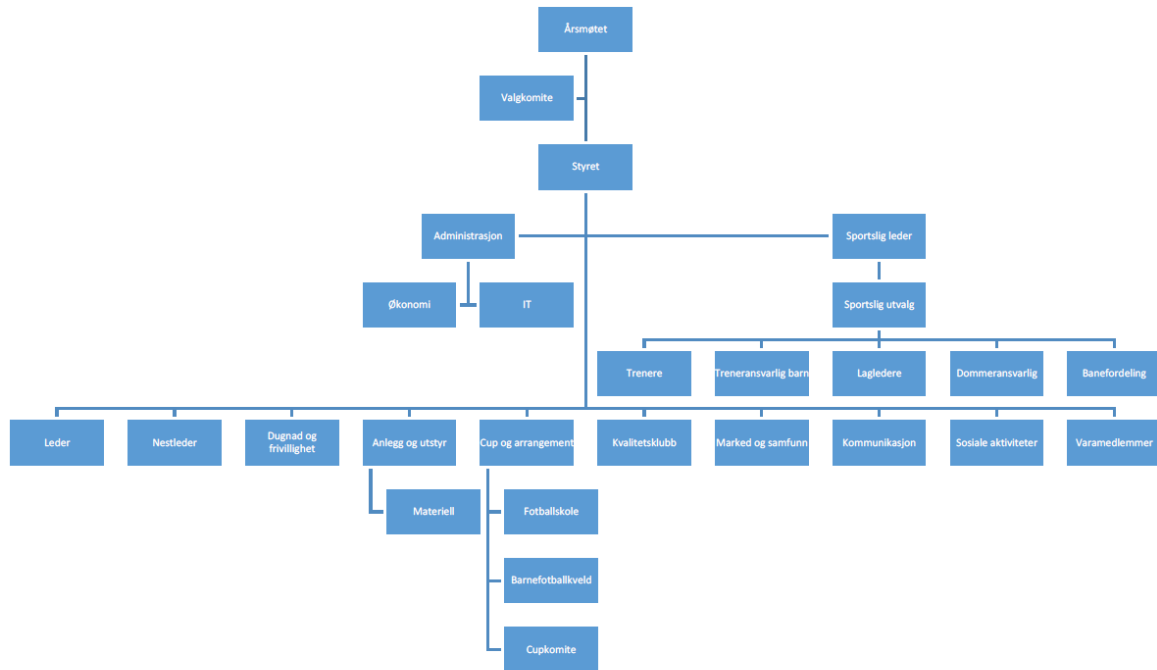 Årsmøtet
Valgkomite
Styret
Administrasjon
Sportslig leder
Økonomi
IT
Sportslig utvalg
Trenere
Treneransvarlig barn
Lagledere
Dommeransvarlig
Banefordeling
Leder
Nestleder
Dugnad og
frivillighet
Anlegg og utstyr
Cup og arrangement
Kvalitetsklubb
Marked og samfunn
Kommunikasjon
Sosiale aktiviteter
Varamedlemmer
Materiell
Fotballskole
Barnefotballkveld
Cupkomite